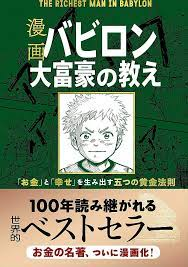 THE RICHEST MAN IN BABYLON
漫画
バビロン
大富豪の教え
「お金」と「幸せ」を生み出す五つの黄金法則
100年読み継がれる
世界的
ベストセラー
お金の名著、ついに漫画化!